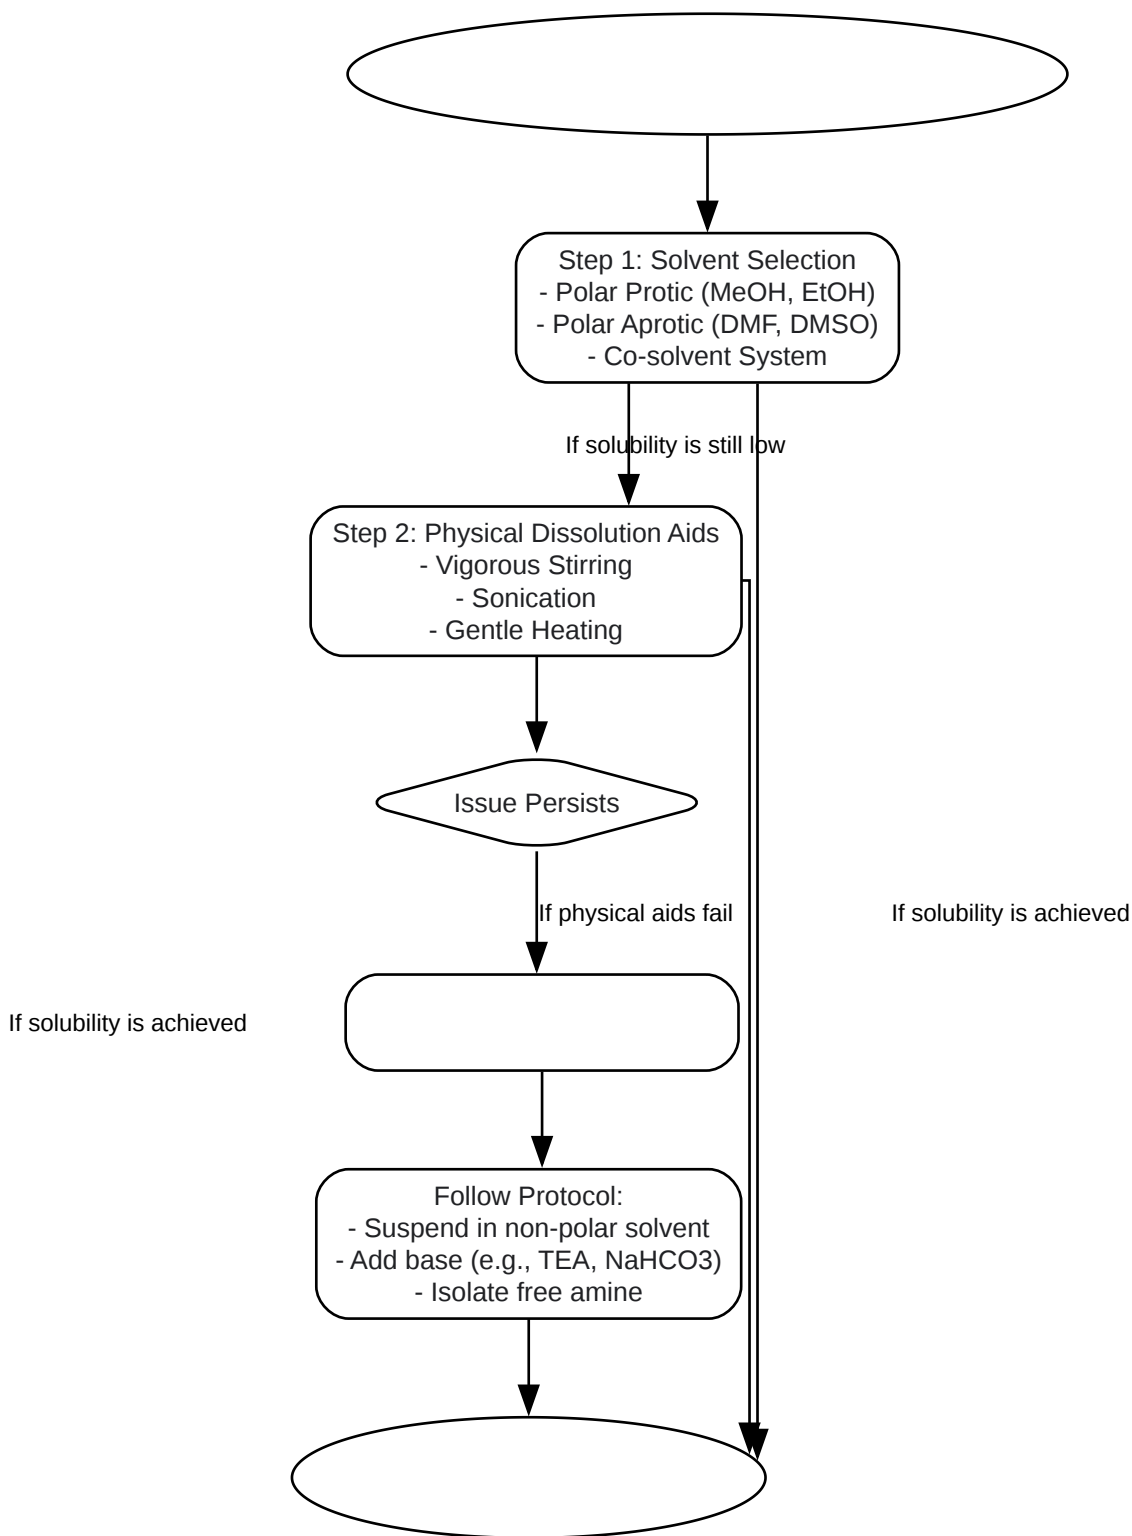 Step 1: Solvent Selection
- Polar Protic (MeOH, EtOH)
- Polar Aprotic (DMF, DMSO)
- Co-solvent System
If solubility is still low
Step 2: Physical Dissolution Aids
- Vigorous Stirring
- Sonication
- Gentle Heating
Issue Persists
If physical aids fail
If solubility is achieved
If solubility is achieved
Follow Protocol:
- Suspend in non-polar solvent
- Add base (e.g., TEA, NaHCO3)
- Isolate free amine